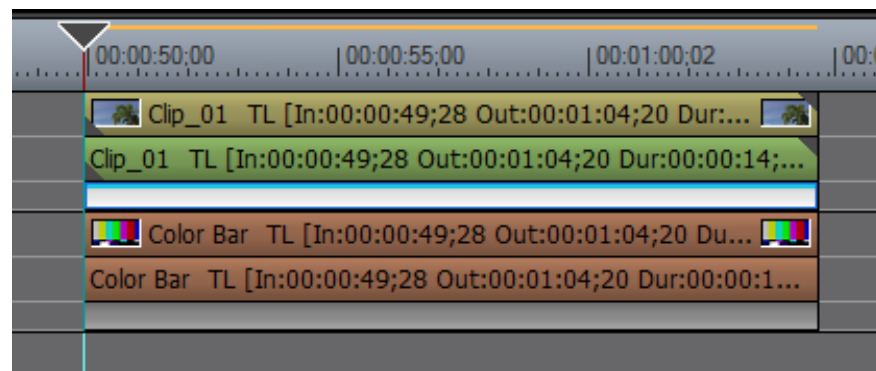 00:00:50;00 00:00:55;00 00:01:00;02 00:
Clip_01 TL [In:00:00:49;28 Out:00:01:04;20 Dur:...
Clip_01 TL [In:00:00:49;28 Out:00:01:04;20 Dur:00:00:14;...
Color Bar TL [In:00:00:49;28 Out:00:01:04;20 Du...
Color Bar TL [In:00:00:49;28 Out:00:01:04;20 Dur:00:00:1...